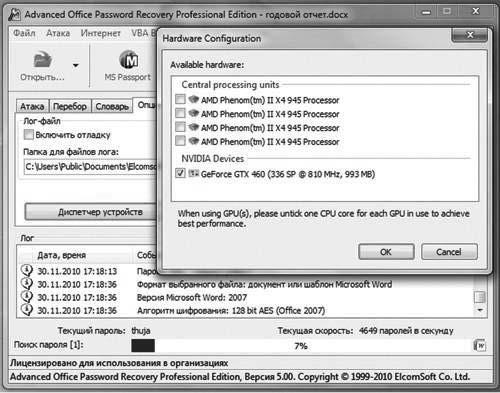 Advanced Office Password Recovery Professional Edition - годовой отчет.docx
Файл Атака Интернет VBA B
Открыть...
MS Passport
Атака Перебор Словарь Опц
Лог-файл
Включить отладку
Папка для файлов лога:
C:\Users\Public\Documents\Elcomso
Диспетчер устройств
Hardware Configuration
Available hardware:
Central processing units
AMD Phenom(tm) II X4 945 Processor
AMD Phenom(tm) II X4 945 Processor
AMD Phenom(tm) II X4 945 Processor
AMD Phenom(tm) II X4 945 Processor
NVIDIA Devices
GeForce GTX 460 (336 SP @ 810 MHz, 993 MB)
When using GPU(s), please untick one CPU core for each GPU in use to achieve
best performance.
OK Cancel
Лог
Дата, время Собы
30.11.2010 17:18:13 Паро
30.11.2010 17:18:36 Формат выбранного файла: документ или шаблон Microsoft Word
30.11.2010 17:18:36 Версия Microsoft Word: 2007
30.11.2010 17:18:36 Алгоритм шифрования: 128 bit AES (Office 2007)
Текущий пароль: thuja Текущая скорость: 4649 паролей в секунду
Поиск пароля [1]: 7%
Лицензировано для использования в организациях
Advanced Office Password Recovery Professional Edition, Версия 5.00. Copyright © 1999-2010 ElcomSoft Co. Ltd.